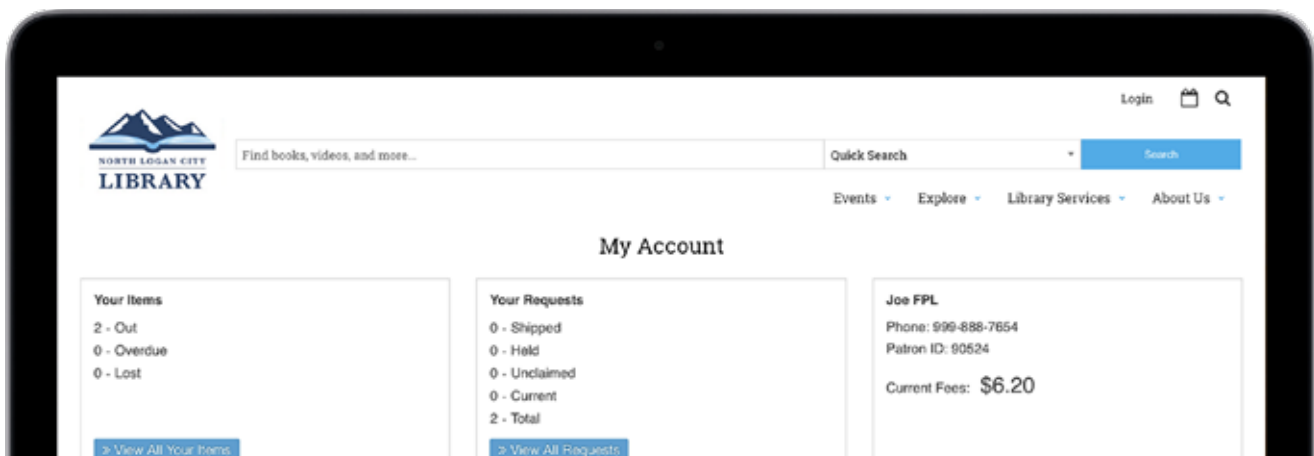 Login
NORTH LOGAN CITY
LIBRARY
Find books, videos, and more...
Quick Search
Search
Events
Explore
Library Services
About Us
My Account
Your Items
2 - Out
0 - Overdue
0 - Lost
» View All Your Items
Your Requests
0 - Shipped
0 - Held
0 - Unclaimed
0 - Current
2 - Total
» View All Requests
Joe FPL
Phone: 999-888-7654
Patron ID: 90524
Current Fees: $6.20